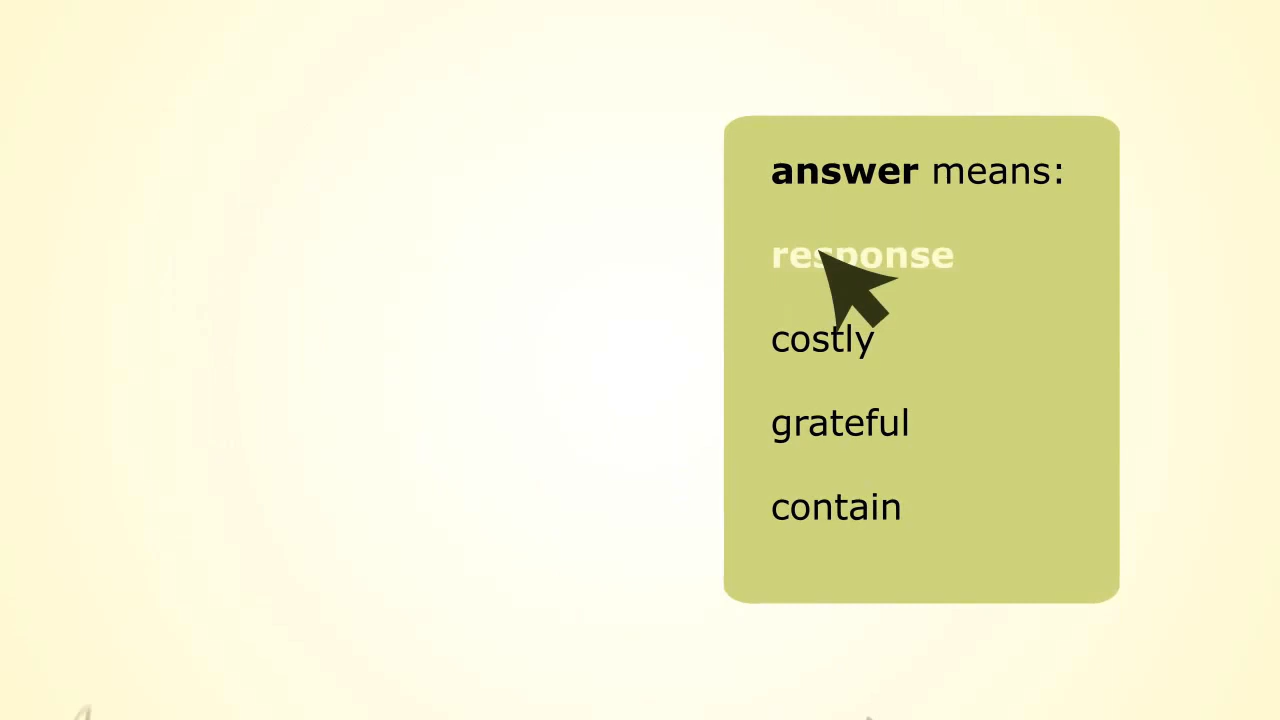 answer means:
response
costly
grateful
contain